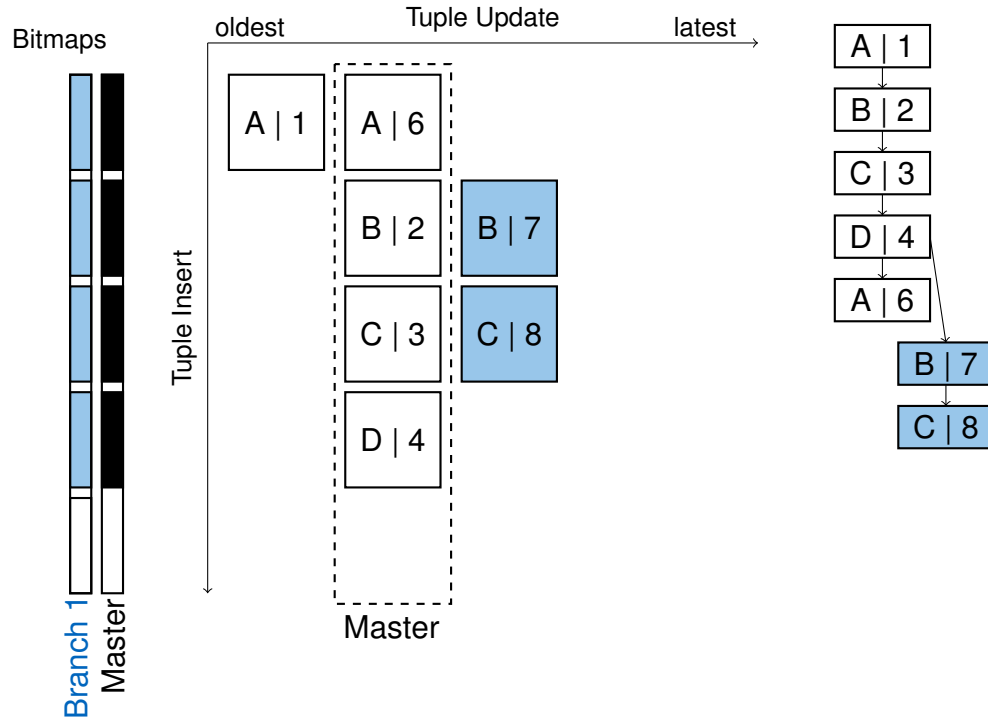 Tuple Update
Bitmaps
oldest
latest
Tuple Insert
A | 1
A | 6
B | 2
B | 7
C | 3
C | 8
D | 4
Master
Branch 1
Master
A | 1
B | 2
C | 3
D | 4
A | 6
B | 7
C | 8